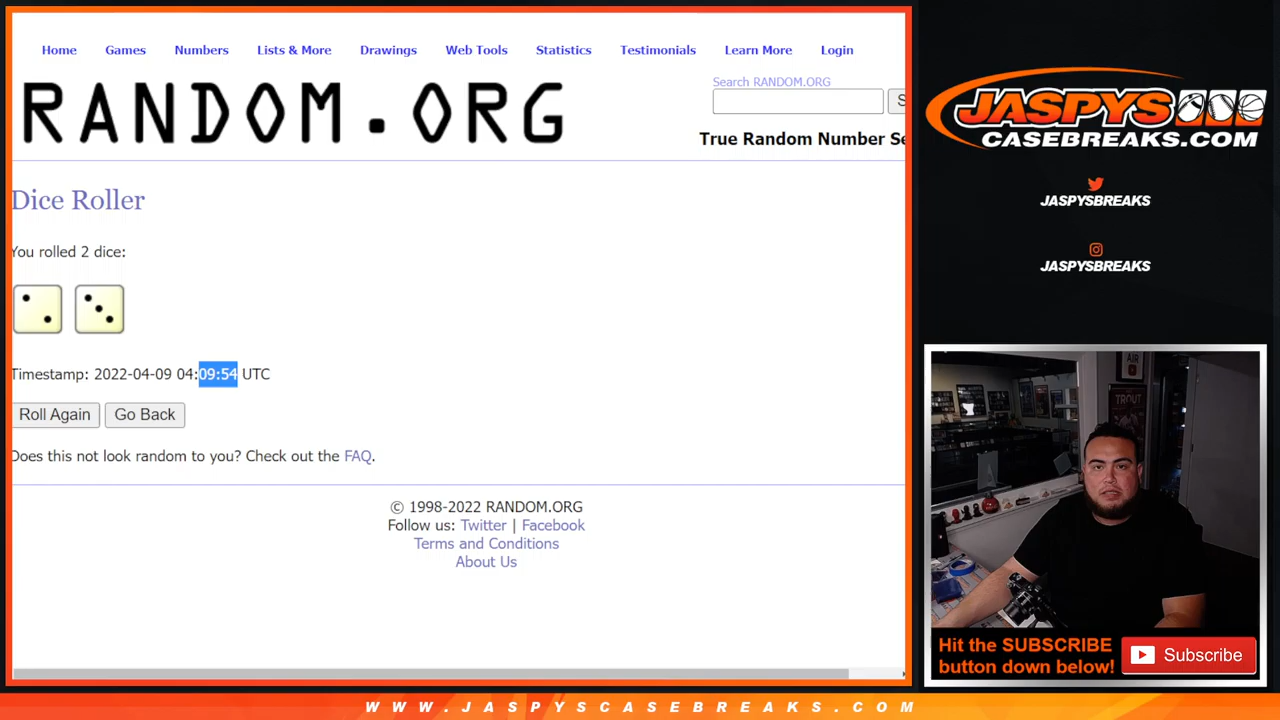 Home Games Numbers Lists & More Drawings Web Tools Statistics Testimonials Learn More Login
Search RANDOM.ORG
RANDOM.ORG
S
True Random Number Se
Dice Roller
You rolled 2 dice:
Timestamp: 2022-04-09 04:09:54 UTC
Roll Again Go Back
Does this not look random to you? Check out the FAQ.
© 1998-2022 RANDOM.ORG
Follow us: Twitter | Facebook
Terms and Conditions
About Us
JASPYS
CASEBREAKS.COM
JASPYSBREAKS
JASPYSBREAKS
AIR
TROUT
Hit the SUBSCRIBE
button down below!
Subscribe
WWW.JASPYSCASEBREAKS.COM